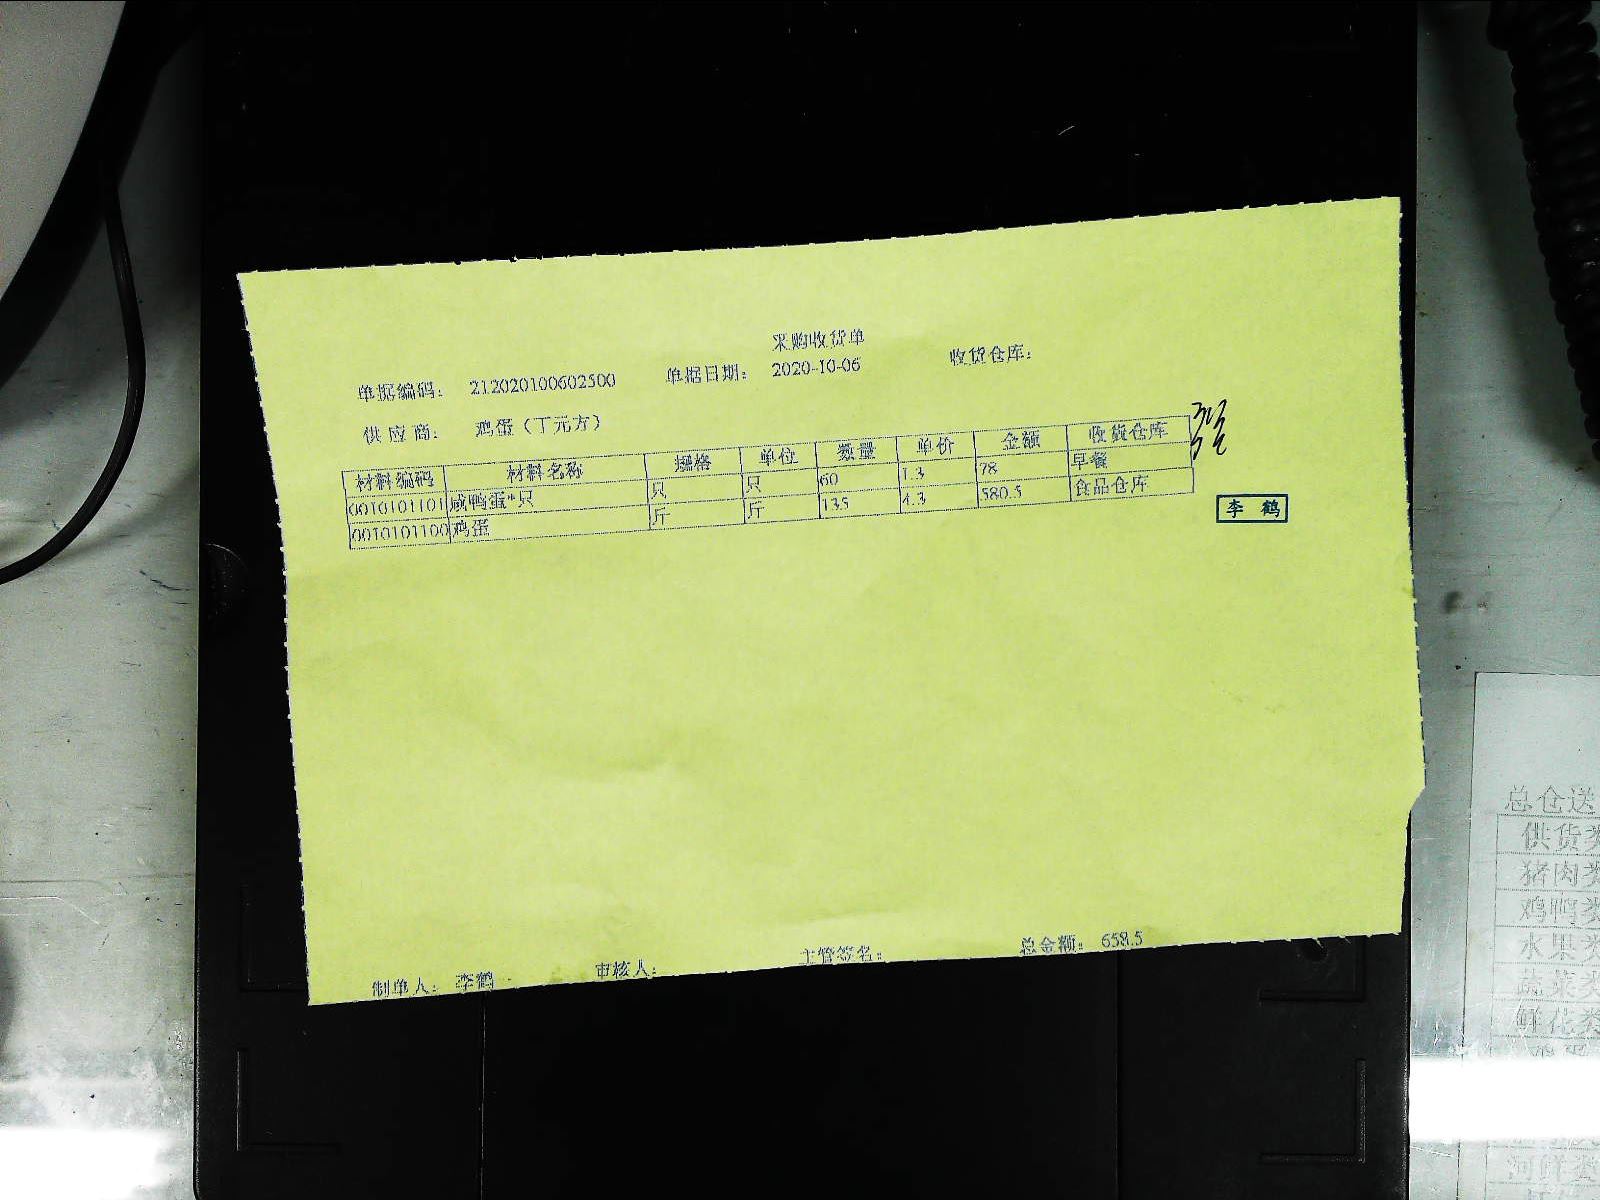 采购收货单
单据编码： 212020100602500 单据日期： 2020-10-06 收货仓库：
供应商： 鸡蛋（丁元方）
材料编码 材料名称 规格 单位 数量 单价 金额 收货仓库
0010101101 咸鸭蛋*只 只 只 60 1.3 78 早餐
0010101100 鸡蛋 斤 斤 135 4.3 580.5 食品仓库
李鹤
制单人： 李鹤 审核人： 主管签名： 总金额： 658.5
总仓送
供货类
猪肉类
鸡鸭类
水果类
蔬菜类
鲜花类
河鲜类